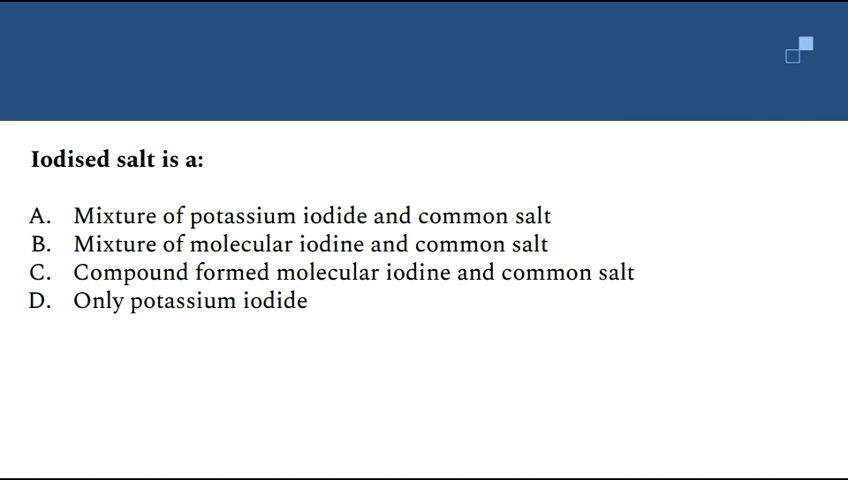 Iodised salt is a:
A. Mixture of potassium iodide and common salt
B. Mixture of molecular iodine and common salt
C. Compound formed molecular iodine and common salt
D. Only potassium iodide